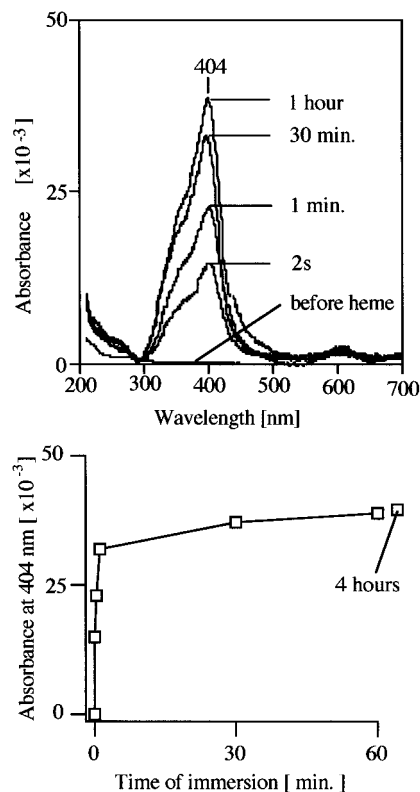 404
50
1 hour
30 min.
25
1 min.
2s
before heme
0
200 300 400 500 600 700
Wavelength [nm]
Absorbance [x10-3]
50
25
4 hours
0
0 30 60
Time of immersion [ min. ]
Absorbance at 404 nm [ x10-3]